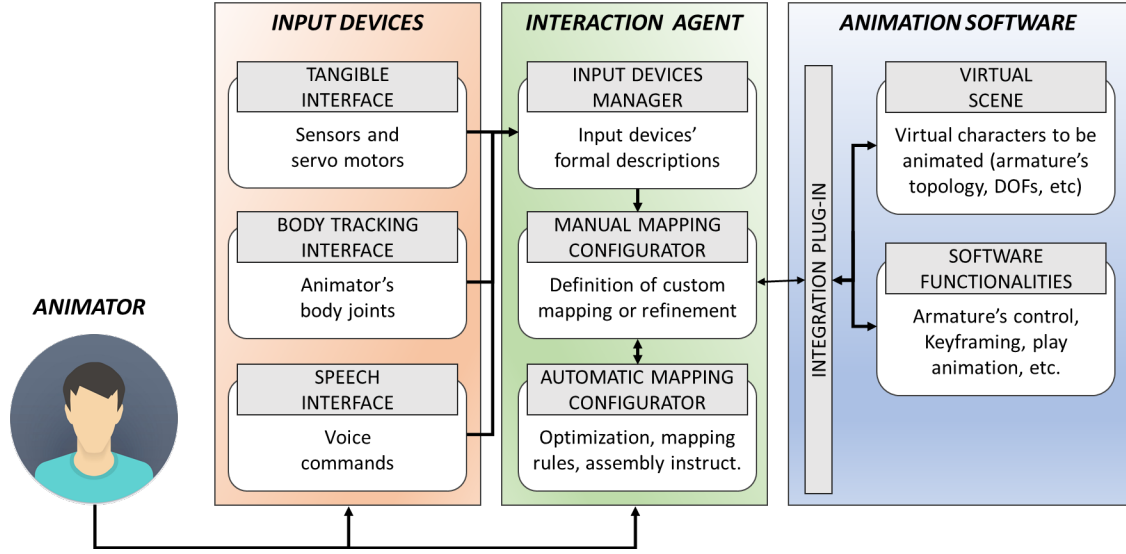 INPUT DEVICES
TANGIBLE
INTERFACE
Sensors and
servo motors
BODY TRACKING
INTERFACE
Animator's
body joints
SPEECH
INTERFACE
Voice
commands
INTERACTION AGENT
INPUT DEVICES
MANAGER
Input devices'
formal descriptions
MANUAL MAPPING
CONFIGURATOR
Definition of custom
mapping or refinement
AUTOMATIC MAPPING
CONFIGURATOR
Optimization, mapping
rules, assembly instruct.
ANIMATION SOFTWARE
INTEGRATION PLUG-IN
VIRTUAL
SCENE
Virtual characters to be
animated (armature's
topology, DOFs, etc)
SOFTWARE
FUNCTIONALITIES
Armature's control,
Keyframing, play
animation, etc.
ANIMATOR